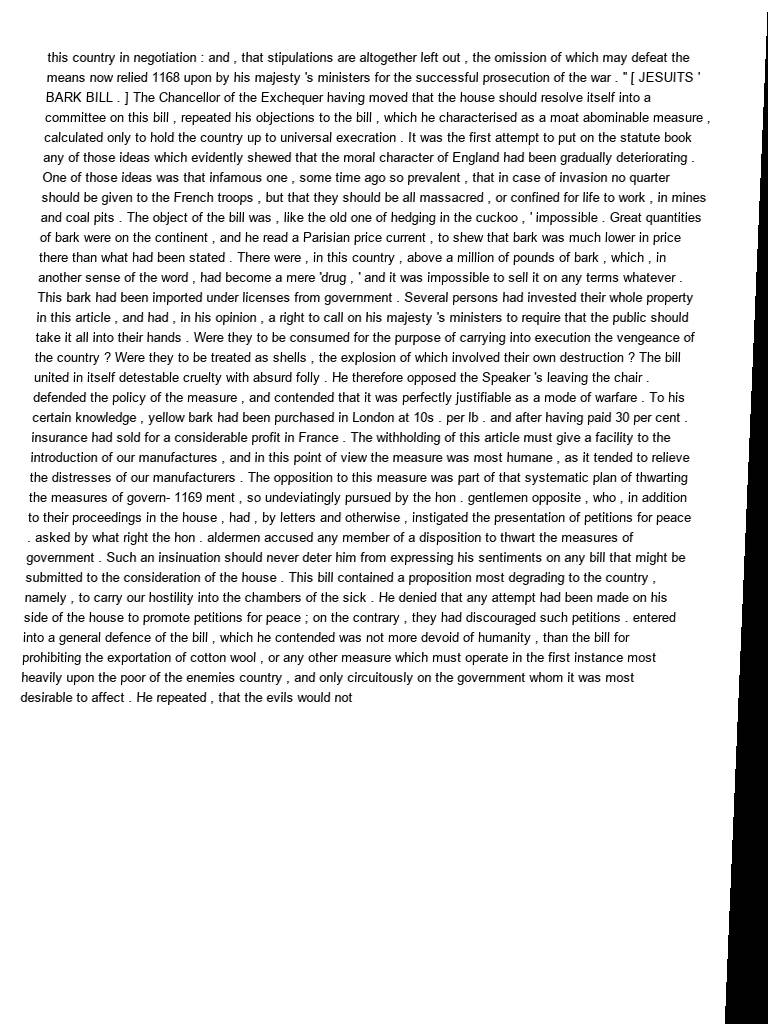 this country in negotiation : and , that stipulations are altogether left out , the omission of which may defeat the
means now relied 1168 upon by his majesty 's ministers for the successful prosecution of the war . " [ JESUITS '
BARK BILL . ] The Chancellor of the Exchequer having moved that the house should resolve itself into a
committee on this bill , repeated his objections to the bill , which he characterised as a moat abominable measure ,
calculated only to hold the country up to universal execration . It was the first attempt to put on the statute book
any of those ideas which evidently shewed that the moral character of England had been gradually deteriorating .
One of those ideas was that infamous one , some time ago so prevalent , that in case of invasion no quarter
should be given to the French troops , but that they should be all massacred , or confined for life to work , in mines
and coal pits . The object of the bill was , like the old one of hedging in the cuckoo , ' impossible . Great quantities
of bark were on the continent , and he read a Parisian price current , to shew that bark was much lower in price
there than what had been stated . There were , in this country , above a million of pounds of bark , which , in
another sense of the word , had become a mere 'drug , ' and it was impossible to sell it on any terms whatever .
This bark had been imported under licenses from government . Several persons had invested their whole property
in this article , and had , in his opinion , a right to call on his majesty 's ministers to require that the public should
take it all into their hands . Were they to be consumed for the purpose of carrying into execution the vengeance of
the country ? Were they to be treated as shells , the explosion of which involved their own destruction ? The bill
united in itself detestable cruelty with absurd folly . He therefore opposed the Speaker 's leaving the chair .
defended the policy of the measure , and contended that it was perfectly justifiable as a mode of warfare . To his
certain knowledge , yellow bark had been purchased in London at 10s . per lb . and after having paid 30 per cent .
insurance had sold for a considerable profit in France . The withholding of this article must give a facility to the
introduction of our manufactures , and in this point of view the measure was most humane , as it tended to relieve
the distresses of our manufacturers . The opposition to this measure was part of that systematic plan of thwarting
the measures of govern- 1169 ment , so undeviatingly pursued by the hon . gentlemen opposite , who , in addition
to their proceedings in the house , had , by letters and otherwise , instigated the presentation of petitions for peace
. asked by what right the hon . aldermen accused any member of a disposition to thwart the measures of
government . Such an insinuation should never deter him from expressing his sentiments on any bill that might be
submitted to the consideration of the house . This bill contained a proposition most degrading to the country ,
namely , to carry our hostility into the chambers of the sick . He denied that any attempt had been made on his
side of the house to promote petitions for peace ; on the contrary , they had discouraged such petitions . entered
into a general defence of the bill , which he contended was not more devoid of humanity , than the bill for
prohibiting the exportation of cotton wool , or any other measure which must operate in the first instance most
heavily upon the poor of the enemies country , and only circuitously on the government whom it was most
desirable to affect . He repeated , that the evils would not